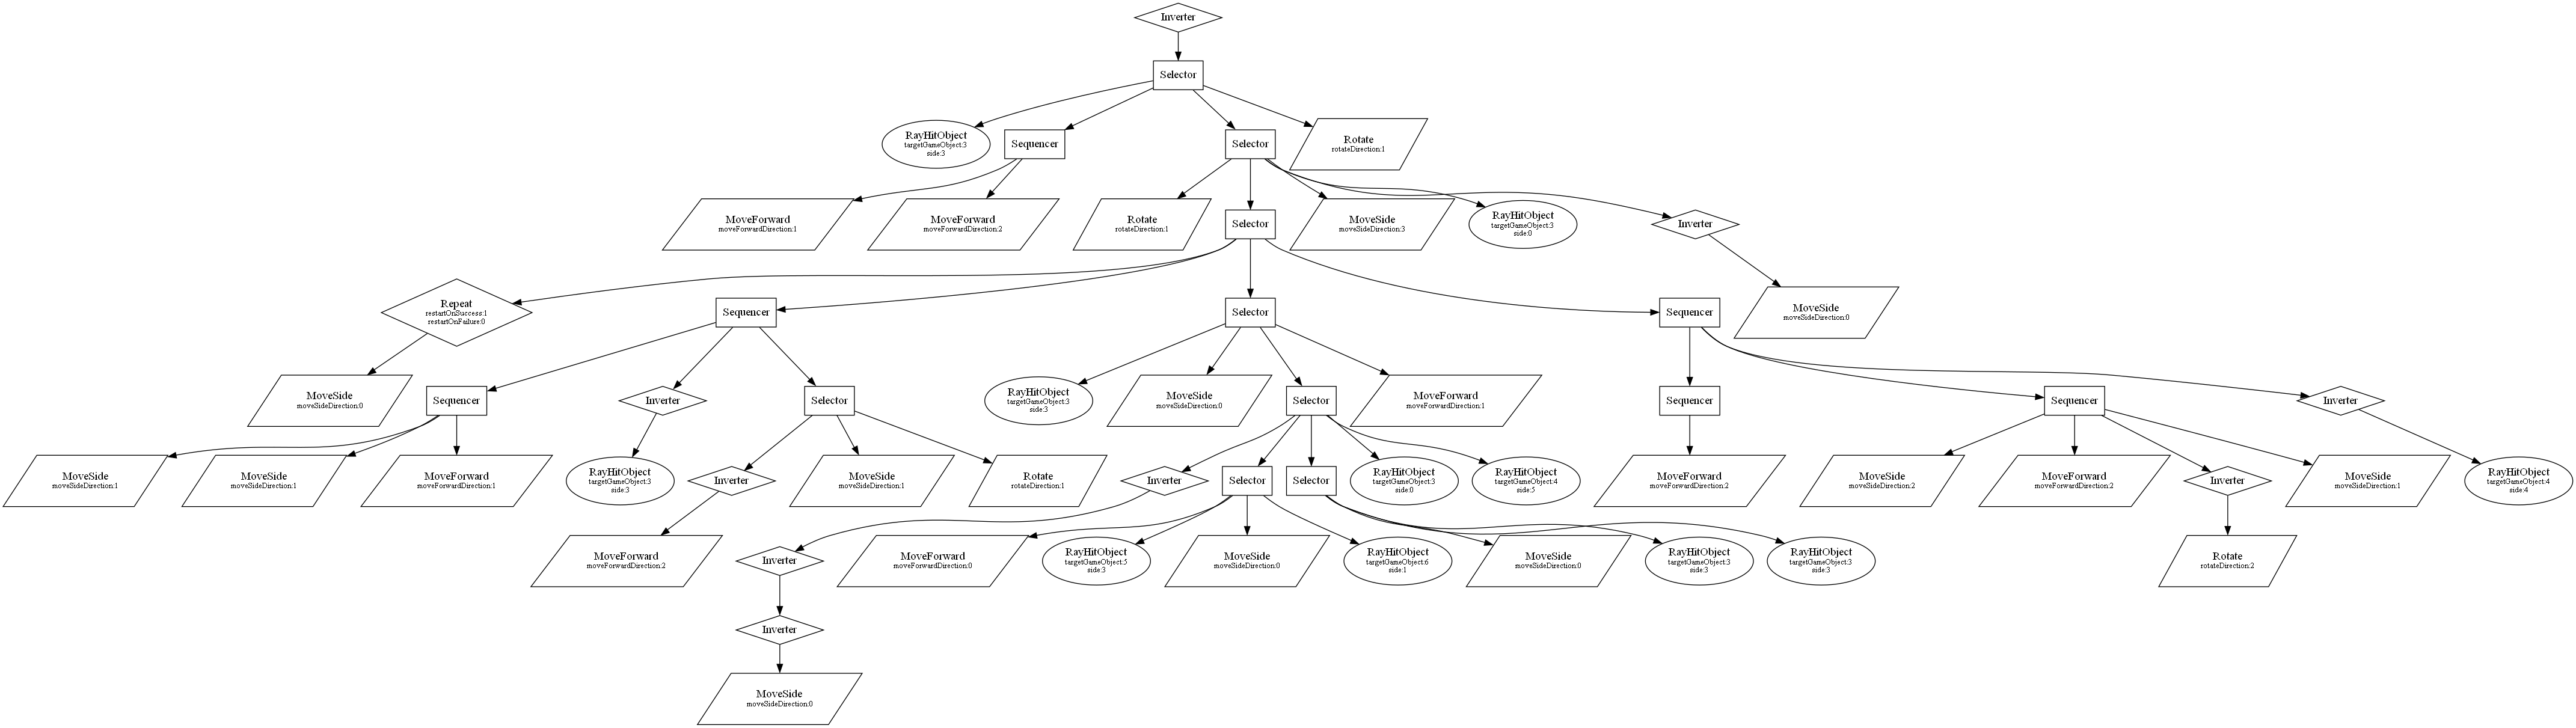 Inverter
Selector
RayHitObject
targetGameObject:3
side:3
Sequencer
Selector
Rotate
rotateDirection:1
MoveForward
moveForwardDirection:1
MoveForward
moveForwardDirection:2
Rotate
rotateDirection:1
Selector
MoveSide
moveSideDirection:3
RayHitObject
targetGameObject:3
side:0
Inverter
Repeat
restartOnSuccess:1
restartOnFailure:0
Sequencer
Selector
Sequencer
MoveSide
moveSideDirection:0
MoveSide
moveSideDirection:0
Sequencer
Inverter
Selector
RayHitObject
targetGameObject:3
side:3
MoveSide
moveSideDirection:0
Selector
MoveForward
moveForwardDirection:1
Sequencer
Sequencer
Inverter
MoveSide
moveSideDirection:1
MoveSide
moveSideDirection:1
MoveForward
moveForwardDirection:1
RayHitObject
targetGameObject:3
side:3
Inverter
MoveSide
moveSideDirection:1
Rotate
rotateDirection:1
Inverter
Selector
Selector
RayHitObject
targetGameObject:3
side:0
RayHitObject
targetGameObject:4
side:5
MoveForward
moveForwardDirection:2
MoveSide
moveSideDirection:2
MoveForward
moveForwardDirection:2
Inverter
MoveSide
moveSideDirection:1
RayHitObject
targetGameObject:4
side:4
MoveForward
moveForwardDirection:2
Inverter
MoveForward
moveForwardDirection:0
RayHitObject
targetGameObject:5
side:3
MoveSide
moveSideDirection:0
RayHitObject
targetGameObject:6
side:1
MoveSide
moveSideDirection:0
RayHitObject
targetGameObject:3
side:3
RayHitObject
targetGameObject:3
side:3
Rotate
rotateDirection:2
Inverter
MoveSide
moveSideDirection:0